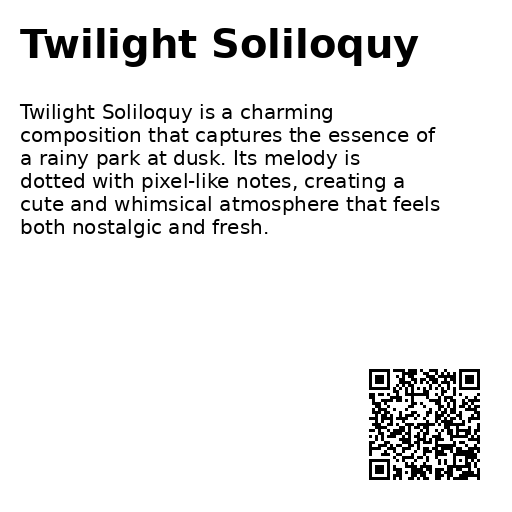 Twilight Soliloquy
Twilight Soliloquy is a charming
composition that captures the essence of
a rainy park at dusk. Its melody is
dotted with pixel-like notes, creating a
cute and whimsical atmosphere that feels
both nostalgic and fresh.